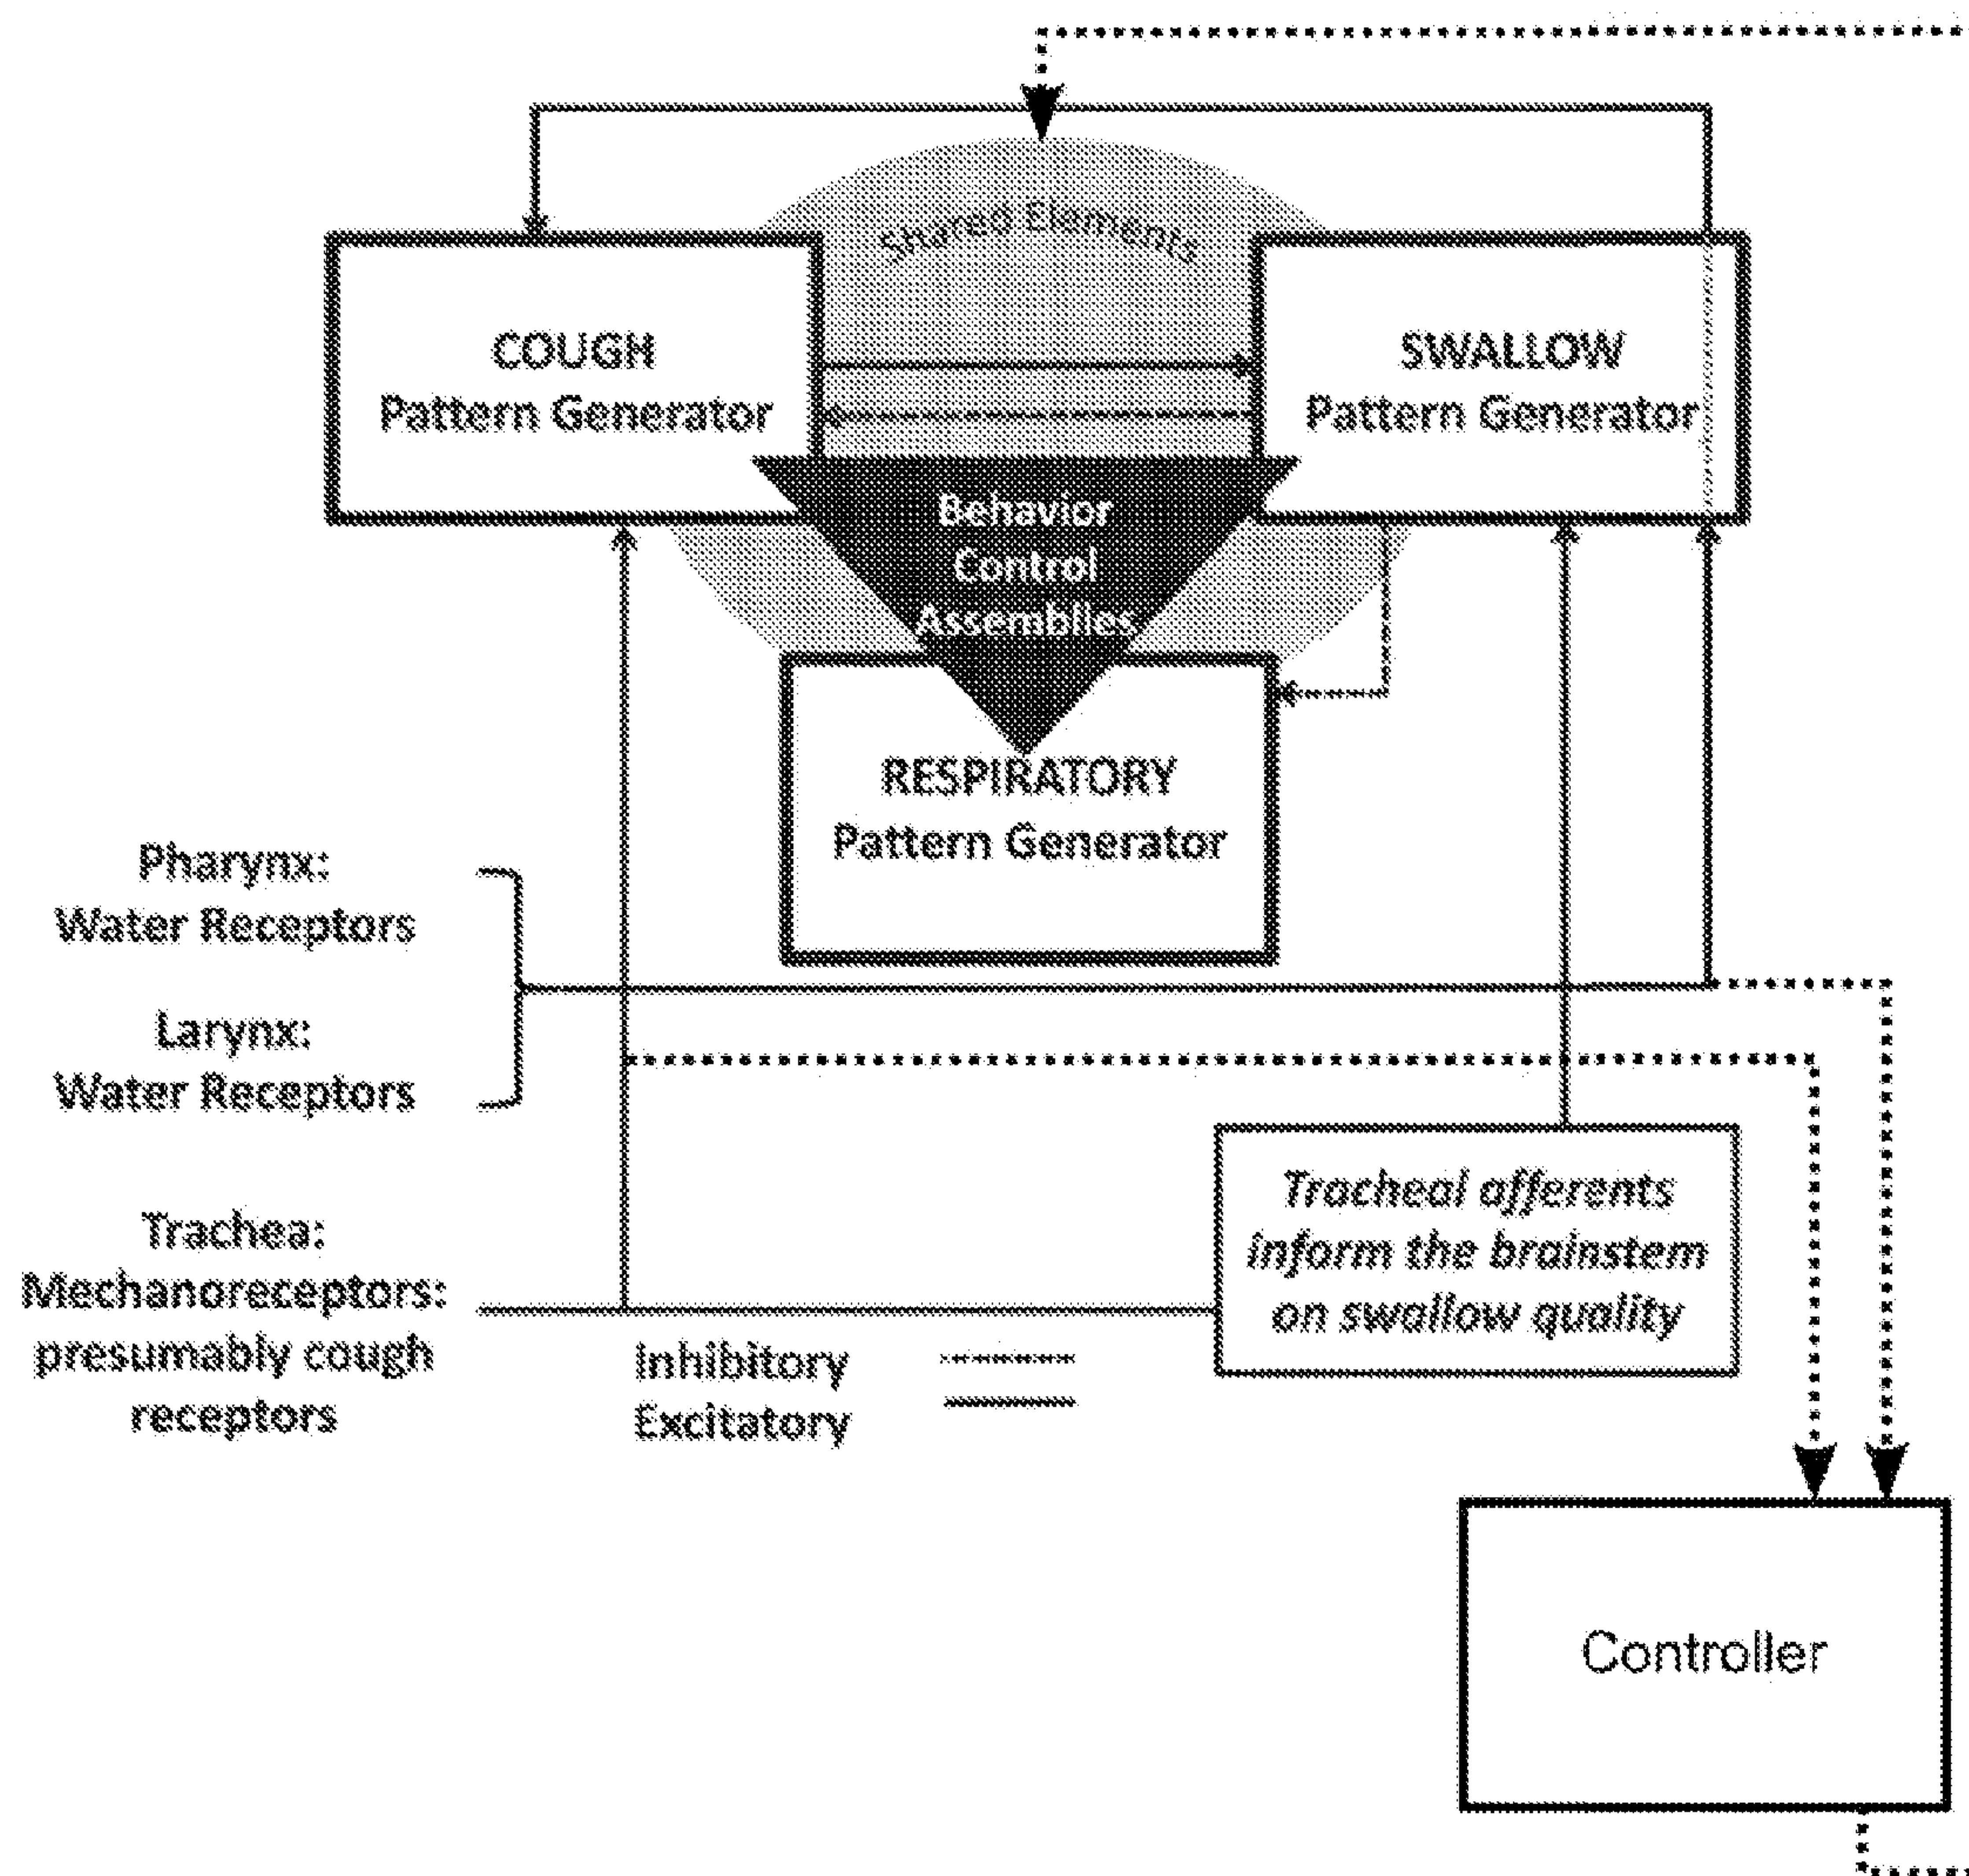 Shared Elements
COUGH
Pattern Generator
SWALLOW
Pattern Generator
Behavior
Control
Assemblies
RESPIRATORY
Pattern Generator
Pharynx:
Water Receptors
Larynx:
Water Receptors
Trachea:
Mechanoreceptors:
presumably cough
receptors
Tracheal afferents
inform the brainstem
on swallow quality
Inhibitory
Excitatory
Controller